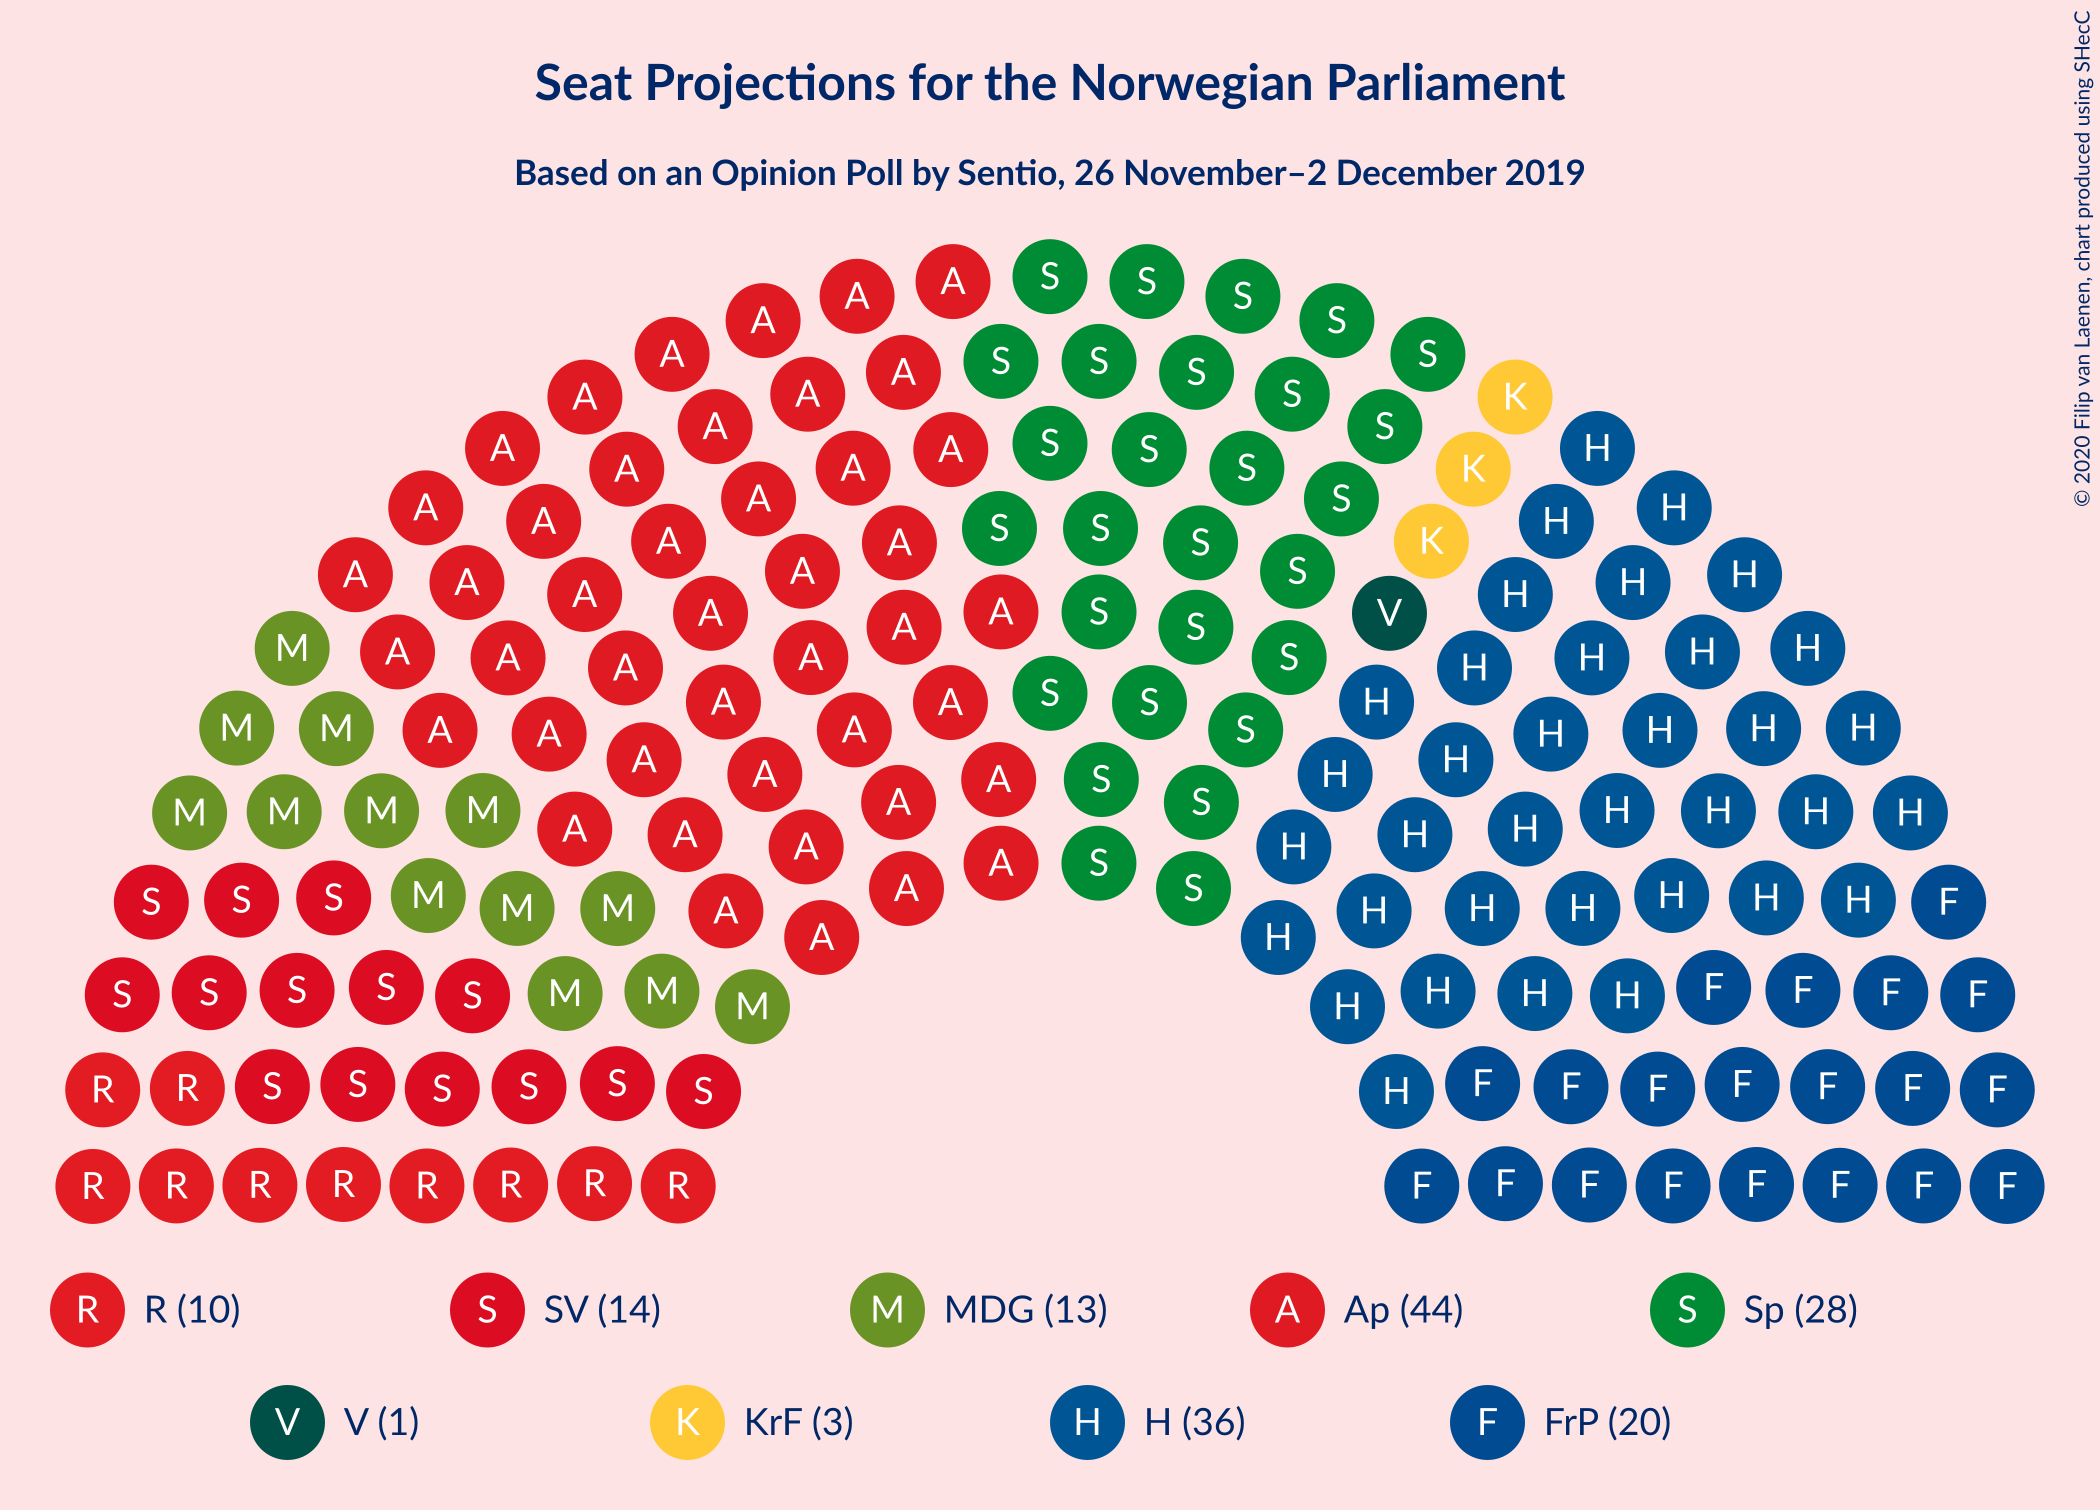 © 2020 Filip van Laenen, chart produced using SHecC
Seat Projections for the Norwegian Parliament
Based on an Opinion Poll by Sentio, 26 November–2 December 2019
A A S S S
A S
A A S S S S
A A S K
A A A S S S H
A A S K
A A A S S S H H
A A S K
A A A A S H H H
A A A S S V
M A A A A S H H H H
A A S S H
M M A A A S H H H H
A A A S H H
M M M M A A A S H H H H H H
A A S H
S S S M M M A A S H H H H H H F
A H
S S S S S M M M H H H H F F F F
R R S S S S S S H F F F F F F F
R R R R R R R R F F F F F F F F
R R (10) S SV (14) M MDG (13) A Ap (44) S Sp (28)
V V (1) K KrF (3) H H (36) F FrP (20)